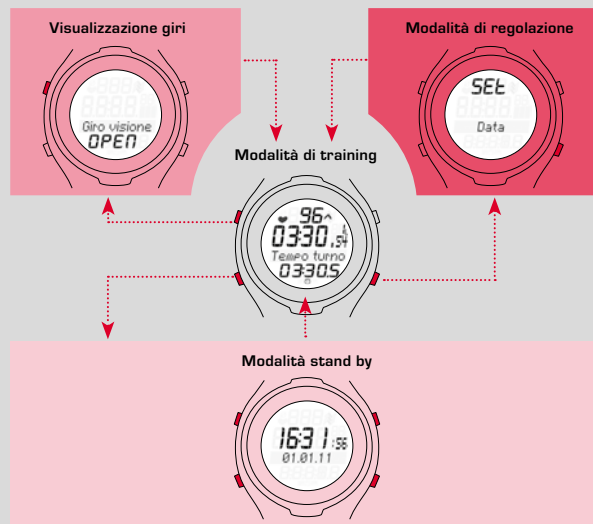 Visualizzazione giri
Modalità di regolazione
Giro visione
OPEN
SEt
Data
Modalità di training
96
03:30.54
Tempo turno
03:30.5
Modalità stand by
16:31:56
01.01.11